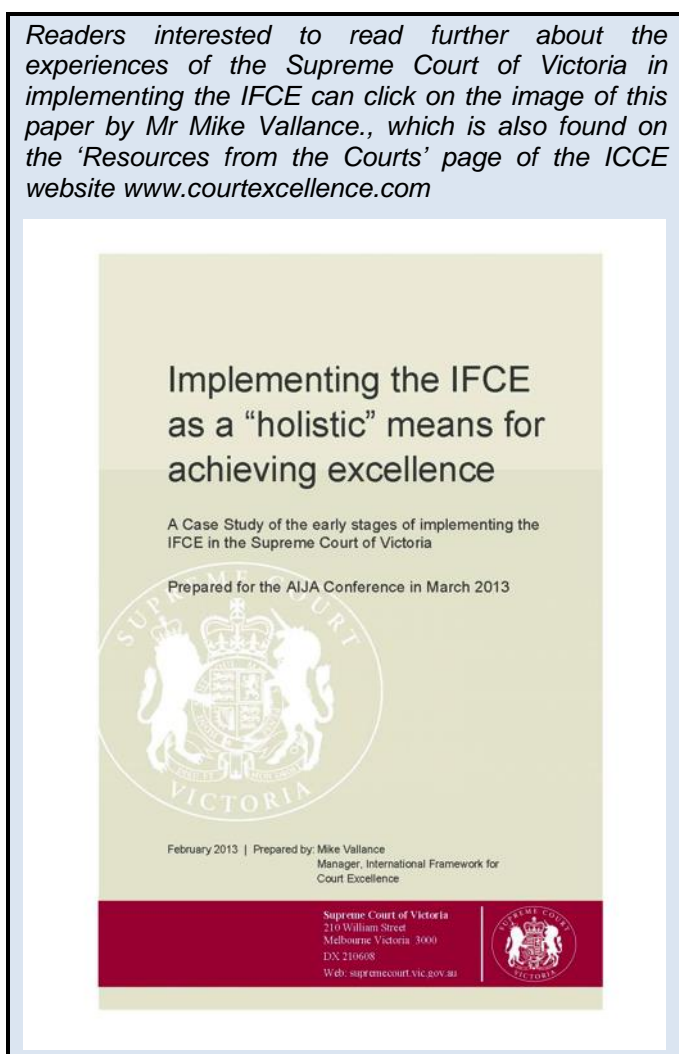 Readers interested to read further about the
experiences of the Supreme Court of Victoria in
implementing the IFCE can click on the image of this
paper by Mr Mike Vallance., which is also found on
the ‘Resources from the Courts’ page of the ICCE
website www.courtexcellence.com
Implementing the IFCE
as a “holistic” means for
achieving excellence
A Case Study of the early stages of implementing the
IFCE in the Supreme Court of Victoria
Prepared for the AIJA Conference in March 2013
SUPREME COURT
VICTORIA
February 2013 | Prepared by: Mike Vallance
Manager, International Framework for
Court Excellence
Supreme Court of Victoria
210 William Street
Melbourne Victoria 3000
DX 210608
Web: supremecourt.vic.gov.au
SUPREME COURT
VICTORIA